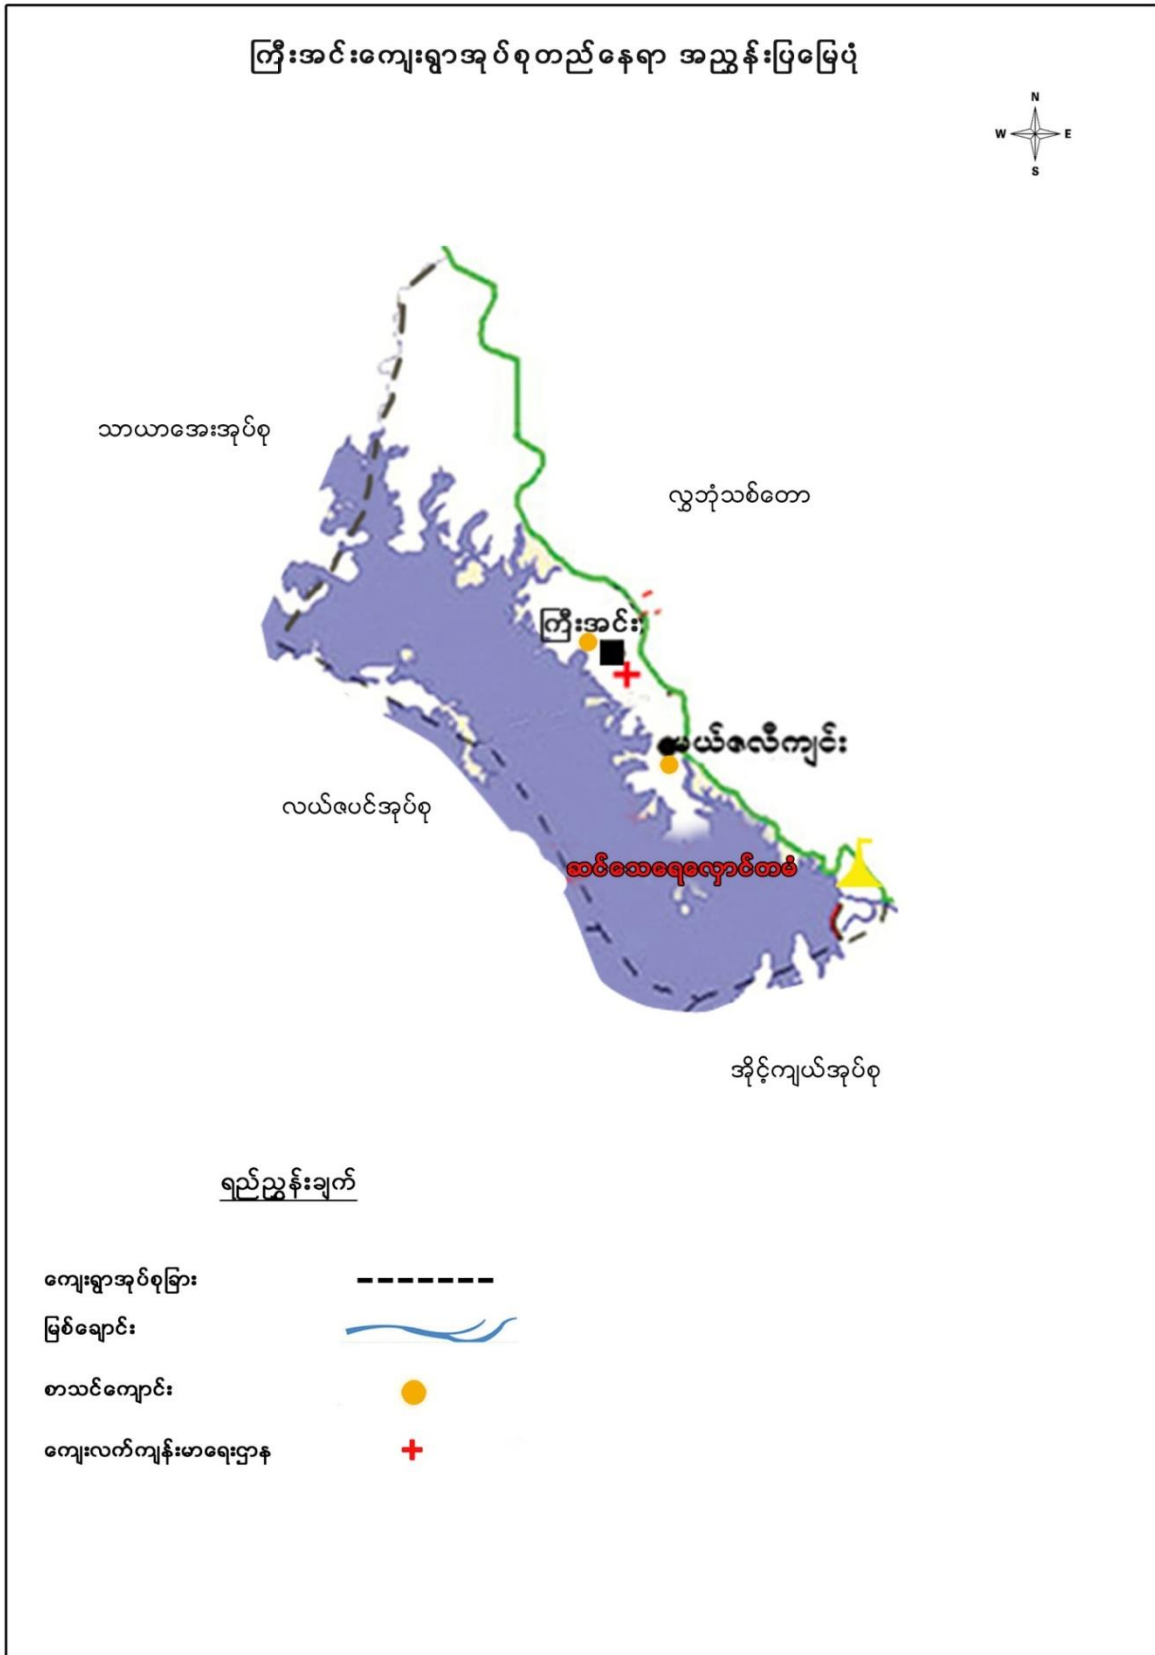 ကြီးအင်းကျေးရွာအုပ်စုတည်နေရာ အညွှန်းပြမြေပုံ
N
W E
S
သာယာအေးအုပ်စု
လွှဘုံသစ်တော
ကြီးအင်း
မယ်ဇလီကျင်း
လယ်ဇပင်အုပ်စု
ဆင်သေရေလှောင်တမံ
အိုင့်ကျယ်အုပ်စု
ရည်ညွှန်းချက်
ကျေးရွာအုပ်စုခြား
မြစ်ချောင်း
စာသင်ကျောင်း
ကျေးလက်ကျန်းမာရေးဌာန